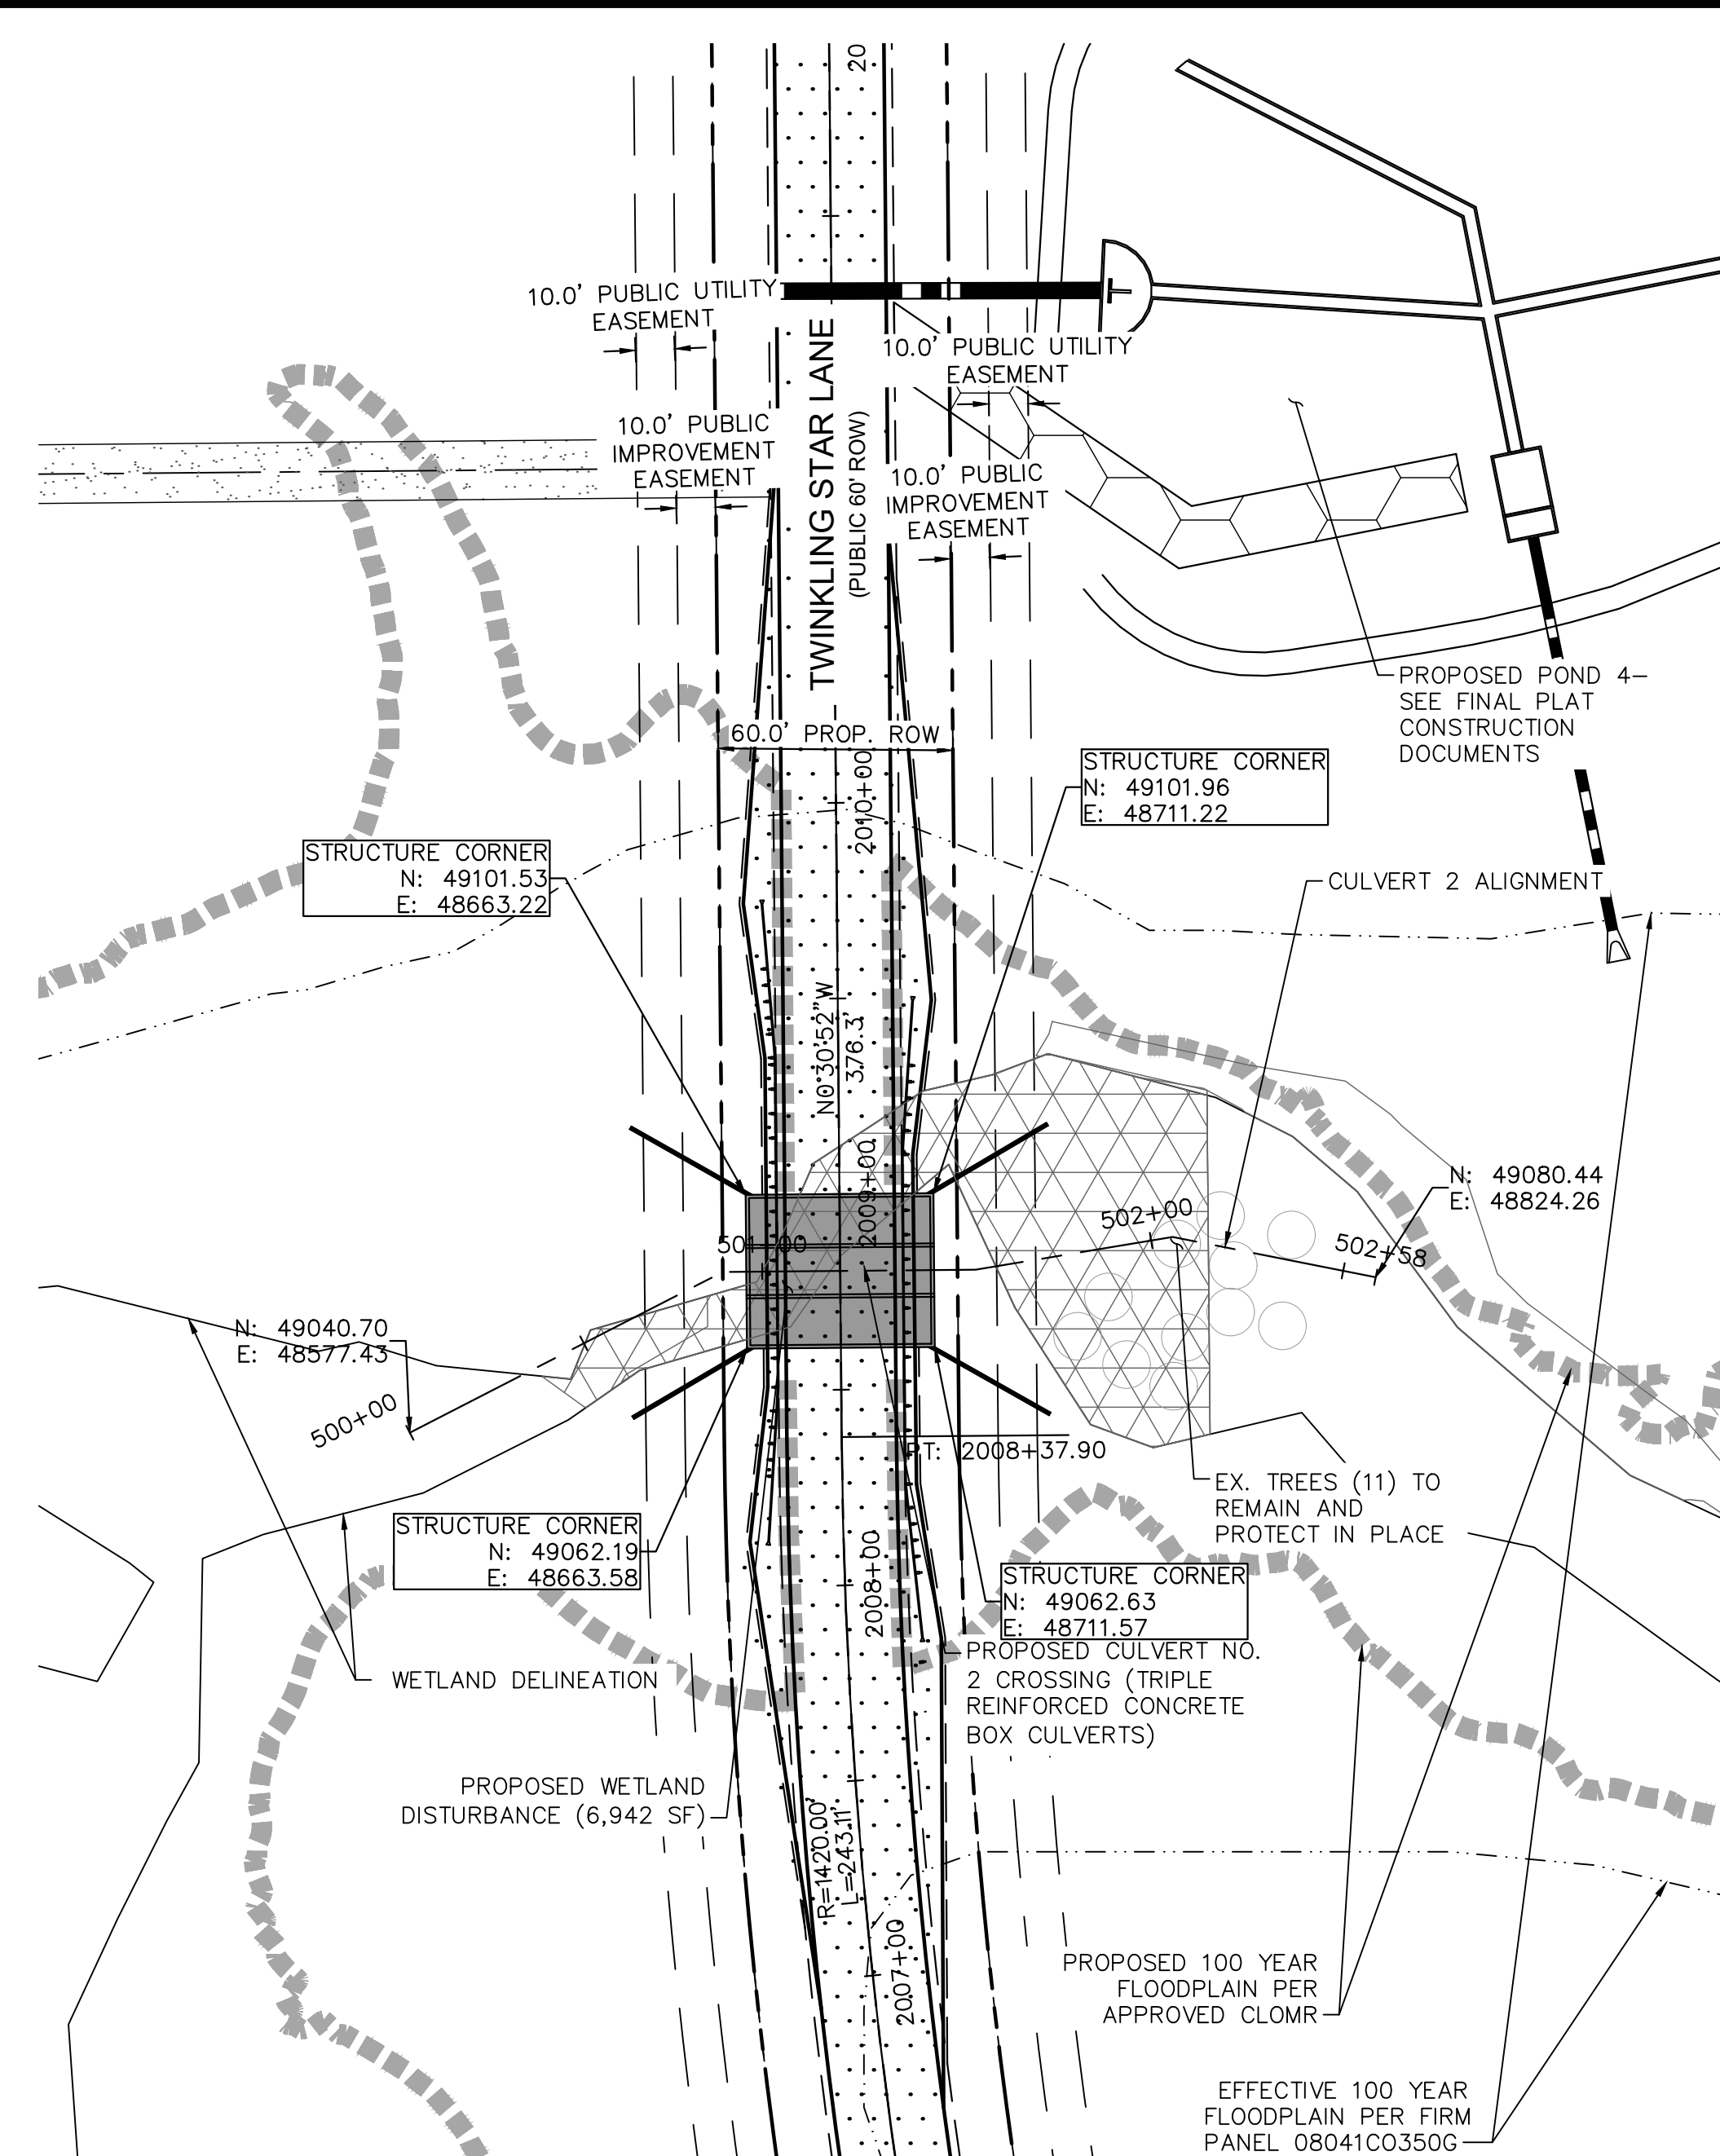 20
10.0' PUBLIC UTILITY
EASEMENT
10.0' PUBLIC UTILITY
EASEMENT
TWINKLING STAR LANE
(PUBLIC 60' ROW)
10.0' PUBLIC
IMPROVEMENT
EASEMENT
10.0' PUBLIC
IMPROVEMENT
EASEMENT
PROPOSED POND 4-
SEE FINAL PLAT
CONSTRUCTION
DOCUMENTS
60.0' PROP. ROW
2010+00
STRUCTURE CORNER
N: 49101.96
E: 48711.22
STRUCTURE CORNER
N: 49101.53
E: 48663.22
CULVERT 2 ALIGNMENT
N0°30'52"W
376.3'
2009+00
N: 49080.44
E: 48824.26
502+00
502+58
501+00
N: 49040.70
E: 48577.43
500+00
PT: 2008+37.90
EX. TREES (11) TO
REMAIN AND
PROTECT IN PLACE
STRUCTURE CORNER
N: 49062.19
E: 48663.58
2008+00
STRUCTURE CORNER
N: 49062.63
E: 48711.57
WETLAND DELINEATION
PROPOSED CULVERT NO.
2 CROSSING (TRIPLE
REINFORCED CONCRETE
BOX CULVERTS)
PROPOSED WETLAND
DISTURBANCE (6,942 SF)
R=1420.00'
L=243.11'
2007+00
PROPOSED 100 YEAR
FLOODPLAIN PER
APPROVED CLOMR
EFFECTIVE 100 YEAR
FLOODPLAIN PER FIRM
PANEL 08041C0350G